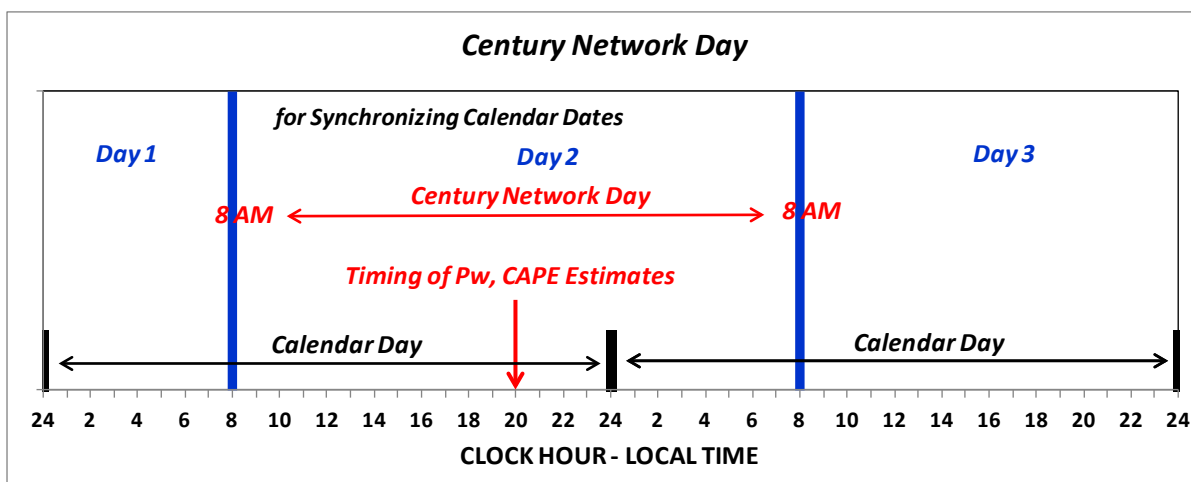 Century Network Day
for Synchronizing Calendar Dates
Day 1 Day 2 Day 3
Century Network Day
8 AM 8 AM
Timing of Pw, CAPE Estimates
Calendar Day Calendar Day
24 2 4 6 8 10 12 14 16 18 20 22 24 2 4 6 8 10 12 14 16 18 20 22 24
CLOCK HOUR - LOCAL TIME